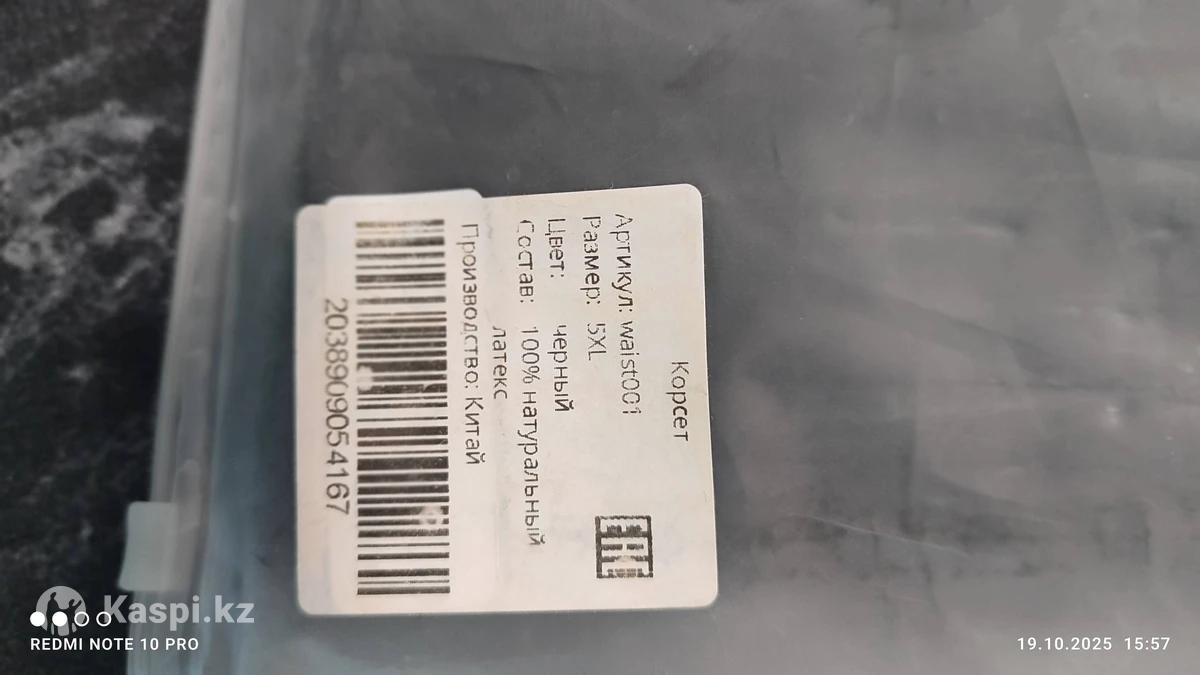 Корсет
Артикул: waist001
Размер: 5XL
Цвет: черный
Состав: 100% натуральный
латекс
Производство: Китай
2038909054167
EAC
Kaspi.kz
REDMI NOTE 10 PRO
19.10.2025 15:57